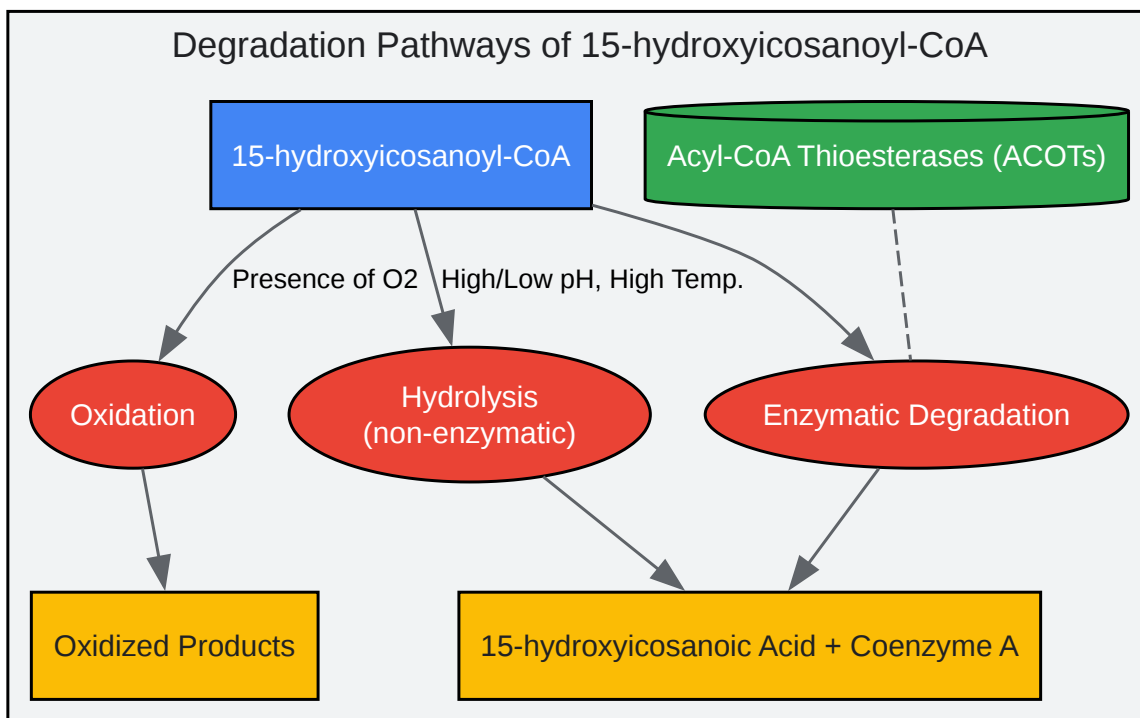 Degradation Pathways of 15-hydroxyicosanoyl-CoA
15-hydroxyicosanoyl-CoA
Acyl-CoA Thioesterases (ACOTs)
Presence of O2
High/Low pH, High Temp.
Oxidation
Hydrolysis
(non-enzymatic)
Enzymatic Degradation
Oxidized Products
15-hydroxyicosanoic Acid + Coenzyme A